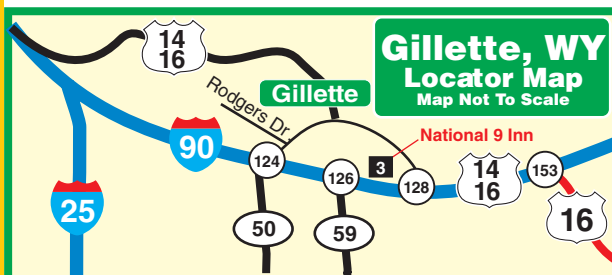 14
16
Gillette, WY
Locator Map
Map Not To Scale
Rodgers Dr.
Gillette
National 9 Inn
90
124
3
126
128
14
16
153
25
50
59
16